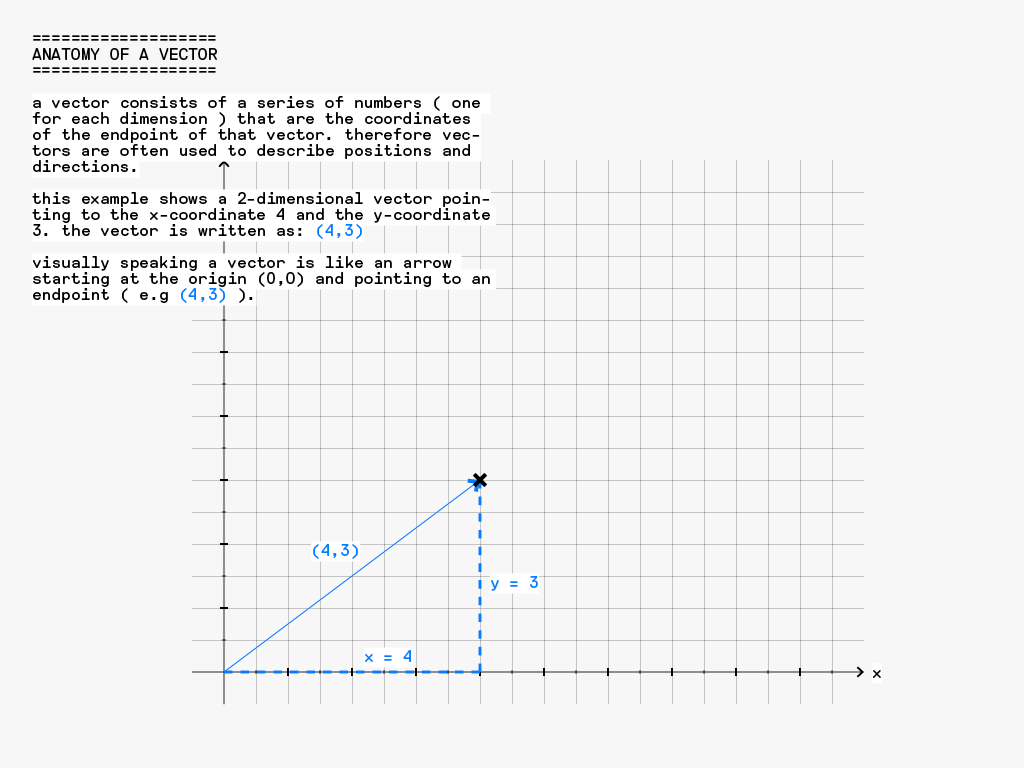 ===================
ANATOMY OF A VECTOR
===================
a vector consists of a series of numbers ( one
for each dimension ) that are the coordinates
of the endpoint of that vector. therefore vec-
tors are often used to describe positions and
directions.
this example shows a 2-dimensional vector poin-
ting to the x-coordinate 4 and the y-coordinate
3. the vector is written as: (4,3)
visually speaking a vector is like an arrow
starting at the origin (0,0) and pointing to an
endpoint ( e.g (4,3) ).
(4,3)
y = 3
x = 4
x